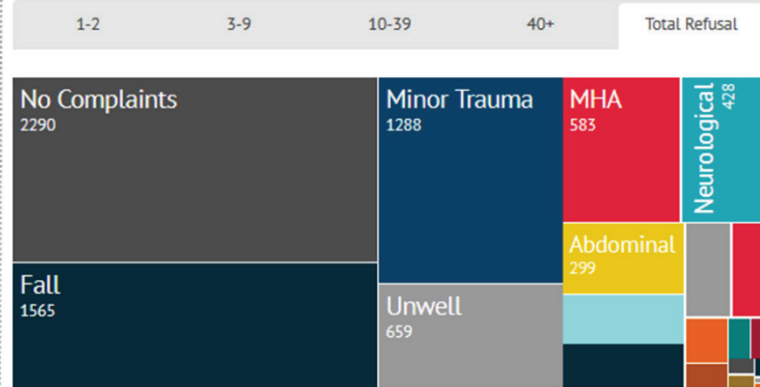 1-2
3-9
10-39
40+
Total Refusal
No Complaints
2290
Minor Trauma
1288
MHA
583
Neurological
428
Abdominal
299
Fall
1565
Unwell
659